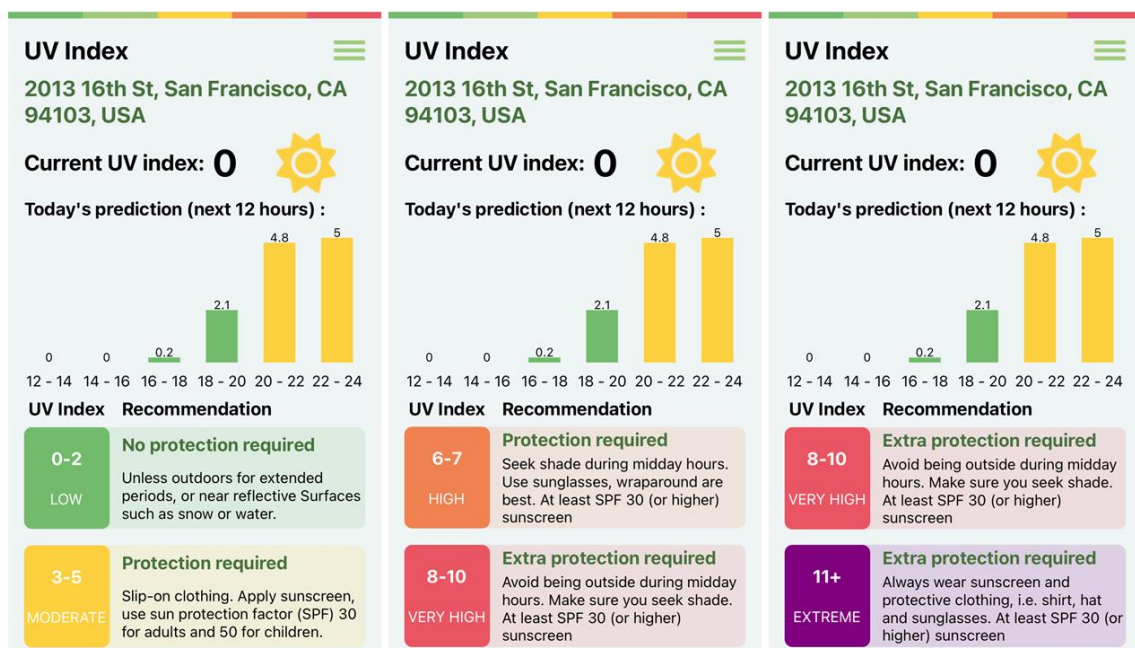 UV Index
2013 16th St, San Francisco, CA
94103, USA
Current UV index: 0
Today's prediction (next 12 hours) :
0
0
0.2
2.1
4.8
5
12 - 14 14 - 16 16 - 18 18 - 20 20 - 22 22 - 24
UV Index Recommendation
0-2
LOW
No protection required
Unless outdoors for extended
periods, or near reflective Surfaces
such as snow or water.
3-5
MODERATE
Protection required
Slip-on clothing. Apply sunscreen,
use sun protection factor (SPF) 30
for adults and 50 for children.
UV Index
2013 16th St, San Francisco, CA
94103, USA
Current UV index: 0
Today's prediction (next 12 hours) :
0
0
0.2
2.1
4.8
5
12 - 14 14 - 16 16 - 18 18 - 20 20 - 22 22 - 24
UV Index Recommendation
6-7
HIGH
Protection required
Seek shade during midday hours.
Use sunglasses, wraparound are
best. At least SPF 30 (or higher)
sunscreen
8-10
VERY HIGH
Extra protection required
Avoid being outside during midday
hours. Make sure you seek shade.
At least SPF 30 (or higher)
sunscreen
UV Index
2013 16th St, San Francisco, CA
94103, USA
Current UV index: 0
Today's prediction (next 12 hours) :
0
0
0.2
2.1
4.8
5
12 - 14 14 - 16 16 - 18 18 - 20 20 - 22 22 - 24
UV Index Recommendation
8-10
VERY HIGH
Extra protection required
Avoid being outside during midday
hours. Make sure you seek shade.
At least SPF 30 (or higher)
sunscreen
11+
EXTREME
Extra protection required
Always wear sunscreen and
protective clothing, i.e. shirt, hat
and sunglasses. At least SPF 30 (or
higher) sunscreen